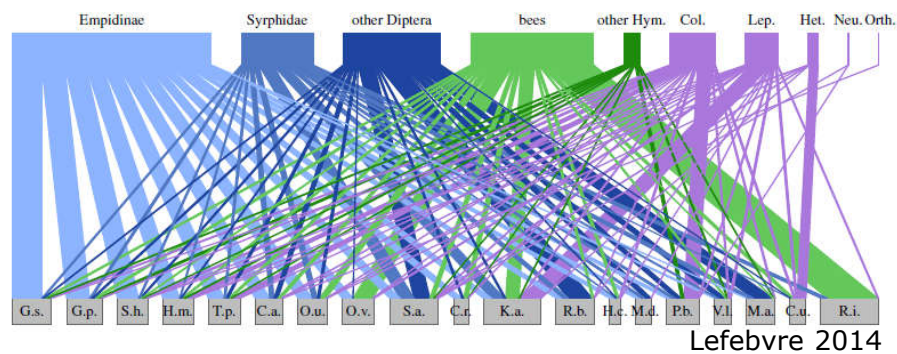 Empidinae Syrphidae other Diptera bees other Hym. Col. Lep. Het. Neu. Orth.
G.s. G.p. S.h. H.m. T.p. C.a. O.u. O.v. S.a. C.r. K.a. R.b. H.c. M.d. P.b. V.l. M.a. C.u. R.i.
Lefebvre 2014